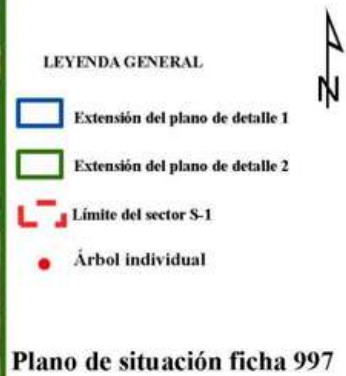 N
LEYENDA GENERAL
Extensión del plano de detalle 1
Extensión del plano de detalle 2
Límite del sector S-1
Árbol individual
Plano de situación ficha 997